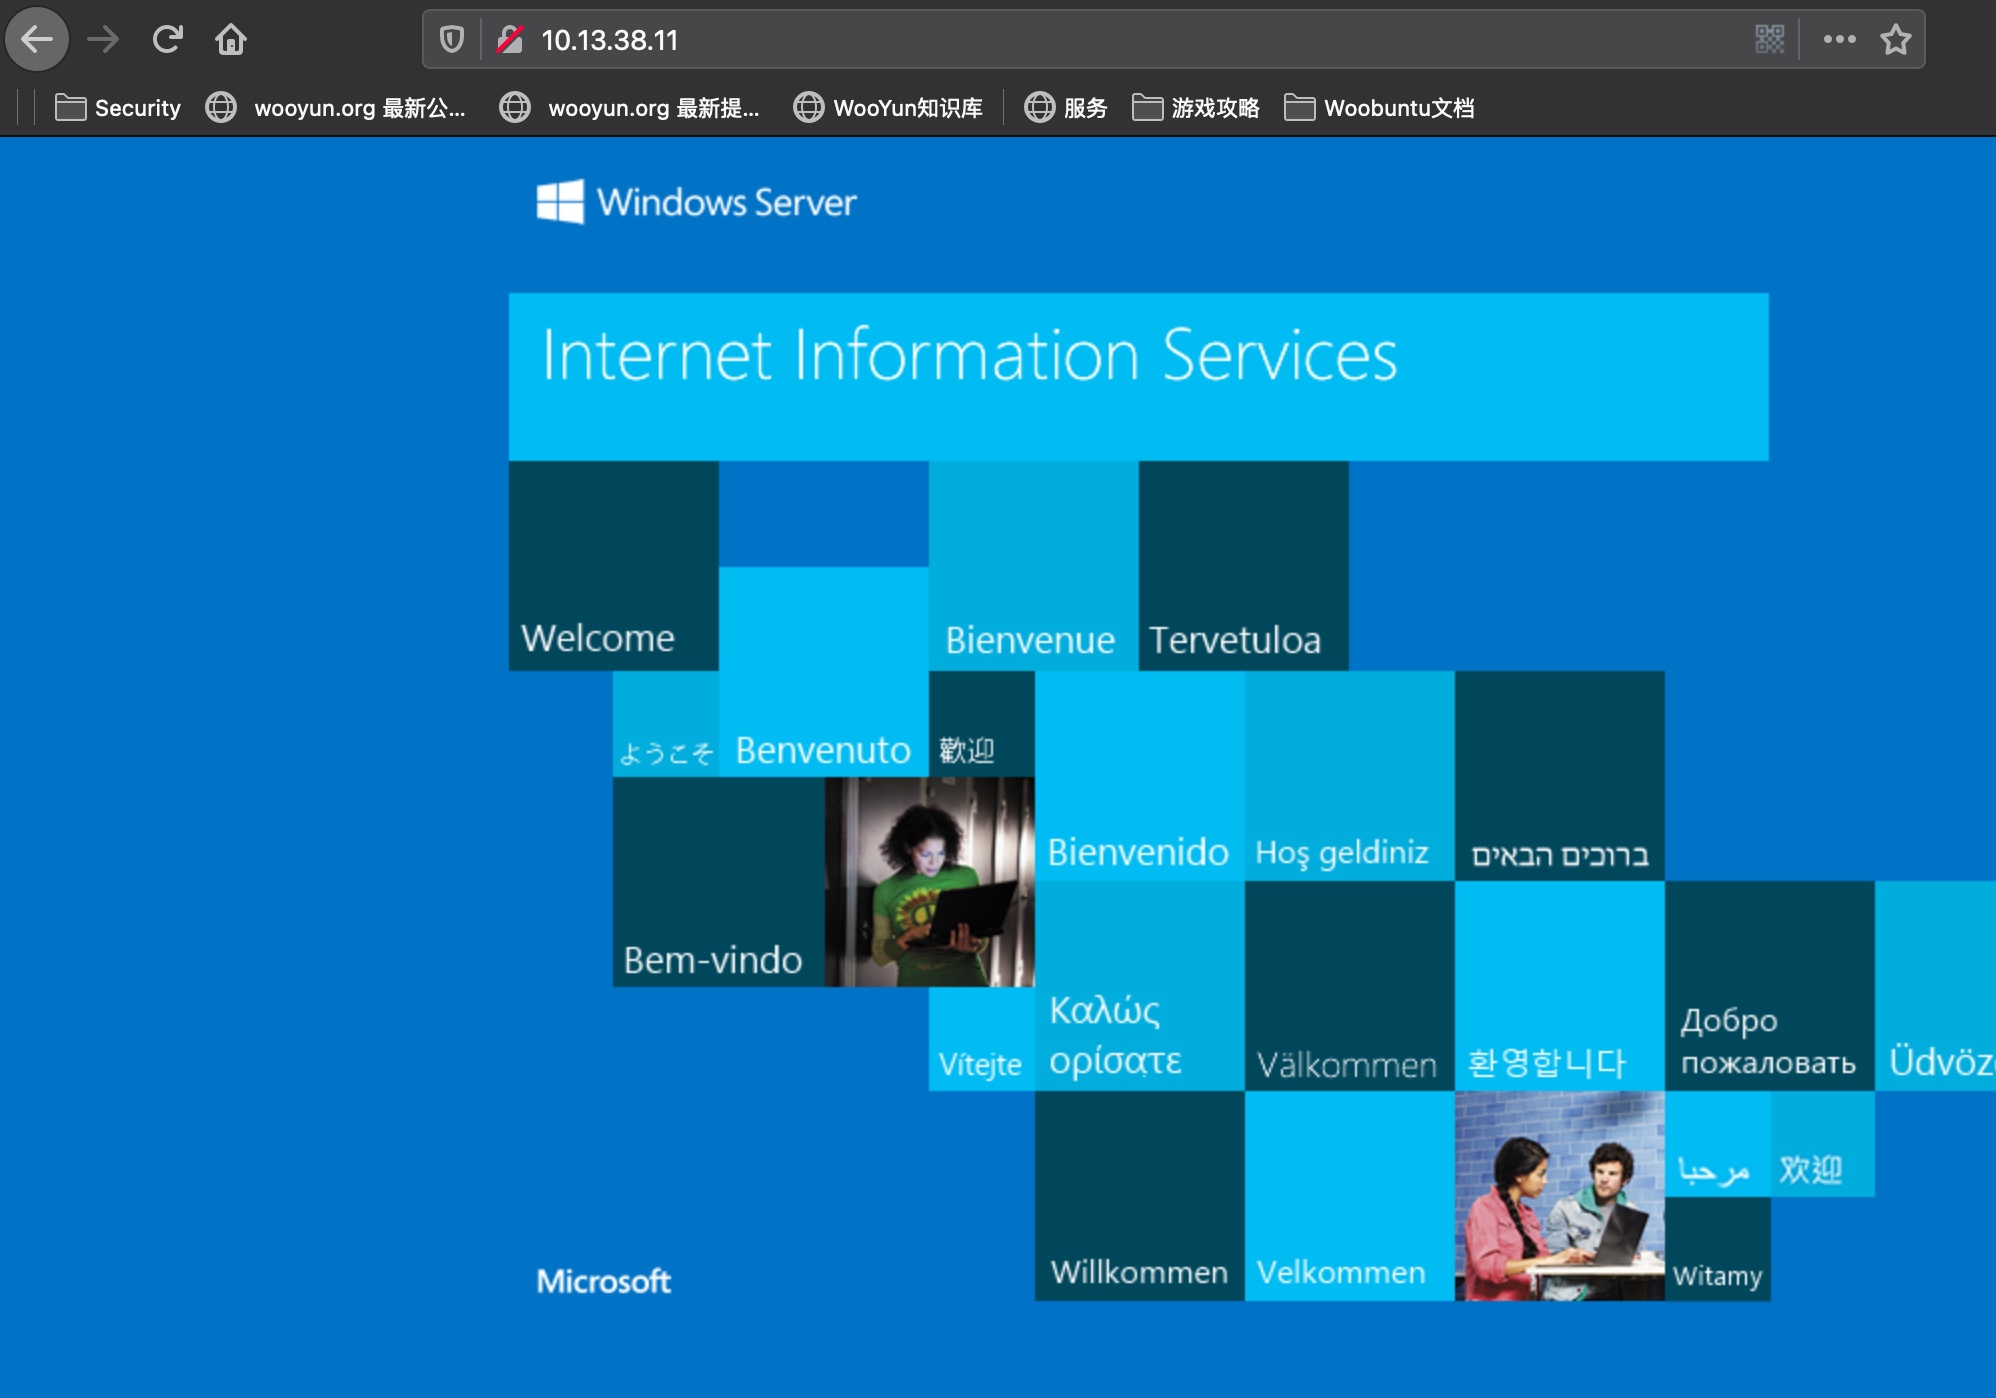 10.13.38.11
Security
wooyun.org 最新公...
wooyun.org 最新提...
WooYun知识库
服务
游戏攻略
Woobuntu文档
Windows Server
Internet Information Services
Welcome
Bienvenue
Tervetuloa
ようこそ
Benvenuto
歡迎
Bienvenido
Hoş geldiniz
ברוכים הבאים
Bem-vindo
Vítejte
Καλώς
ορίσατε
Välkommen
환영합니다
Добро
пожаловать
Üdvöz
Willkommen
Velkommen
مرحبا
欢迎
Witamy
Microsoft